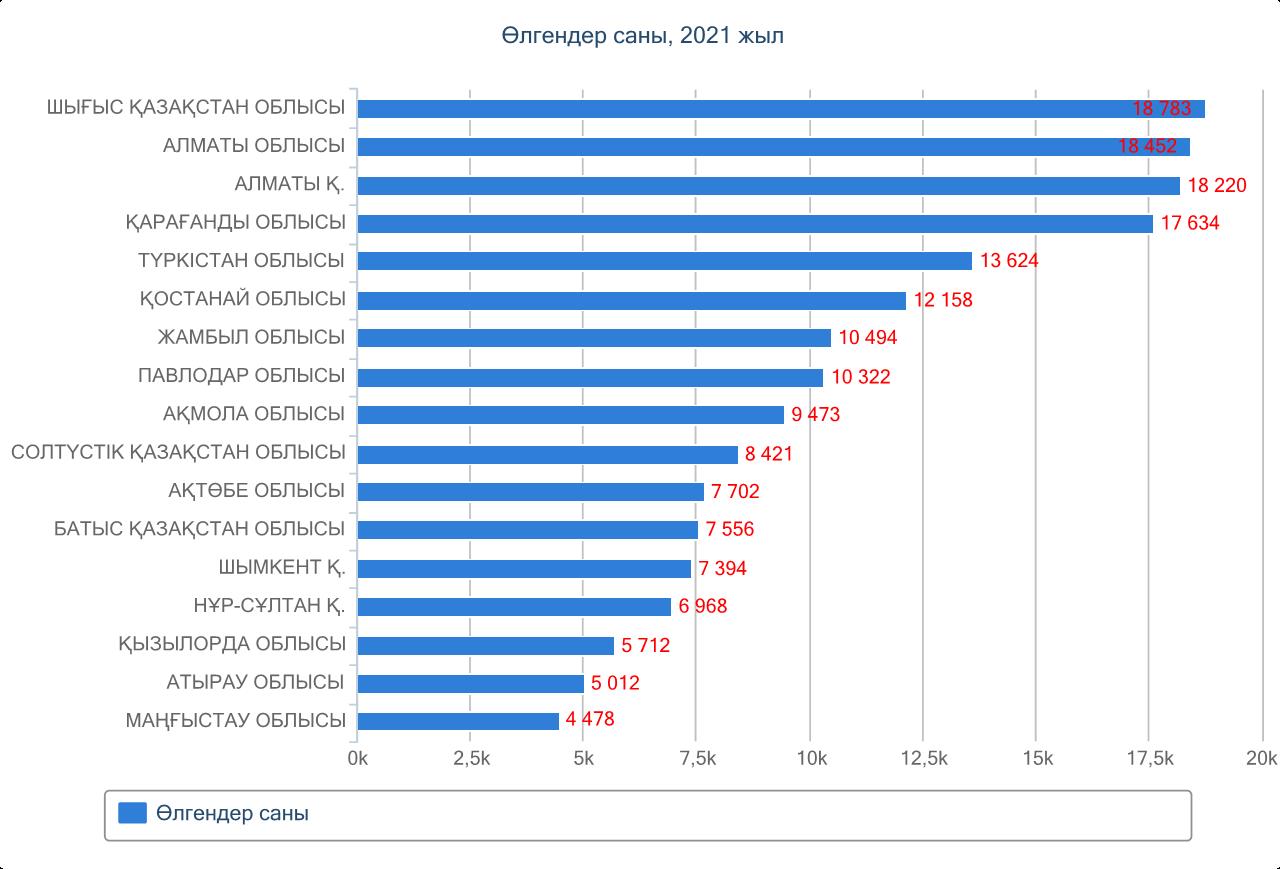 Өлгендер саны, 2021 жыл
ШЫҒЫС ҚАЗАҚСТАН ОБЛЫСЫ 18 783
АЛМАТЫ ОБЛЫСЫ 18 452
АЛМАТЫ Қ. 18 220
ҚАРАҒАНДЫ ОБЛЫСЫ 17 634
ТҮРКІСТАН ОБЛЫСЫ 13 624
ҚОСТАНАЙ ОБЛЫСЫ 12 158
ЖАМБЫЛ ОБЛЫСЫ 10 494
ПАВЛОДАР ОБЛЫСЫ 10 322
АҚМОЛА ОБЛЫСЫ 9 473
СОЛТҮСТІК ҚАЗАҚСТАН ОБЛЫСЫ 8 421
АҚТӨБЕ ОБЛЫСЫ 7 702
БАТЫС ҚАЗАҚСТАН ОБЛЫСЫ 7 556
ШЫМКЕНТ Қ. 7 394
НҰР-СҰЛТАН Қ. 6 968
ҚЫЗЫЛОРДА ОБЛЫСЫ 5 712
АТЫРАУ ОБЛЫСЫ 5 012
МАҢҒЫСТАУ ОБЛЫСЫ 4 478
0k 2,5k 5k 7,5k 10k 12,5k 15k 17,5k 20k
Өлгендер саны